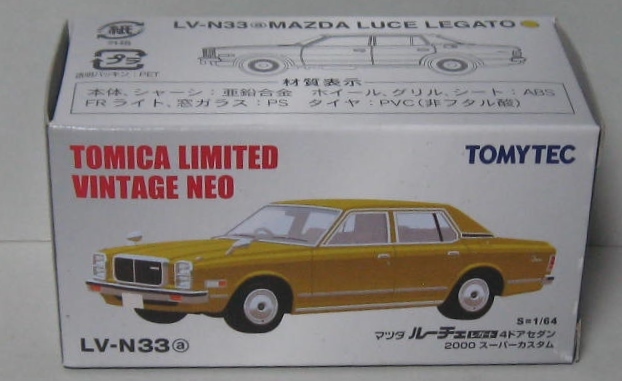 LV-N33ⓐMAZDA LUCE LEGATO
紙
外箱
プラ
透明パッキン：PET
材質表示
本体、シャーシ：亜鉛合金 ホイール、グリル、シート：ABS
FRライト、窓ガラス：PS タイヤ：PVC(非フタル酸)
TOMICA LIMITED
VINTAGE NEO
TOMYTEC
S=1/64
マツダ ルーチェ レガート 4ドアセダン
2000 スーパーカスタム
LV-N33ⓐ